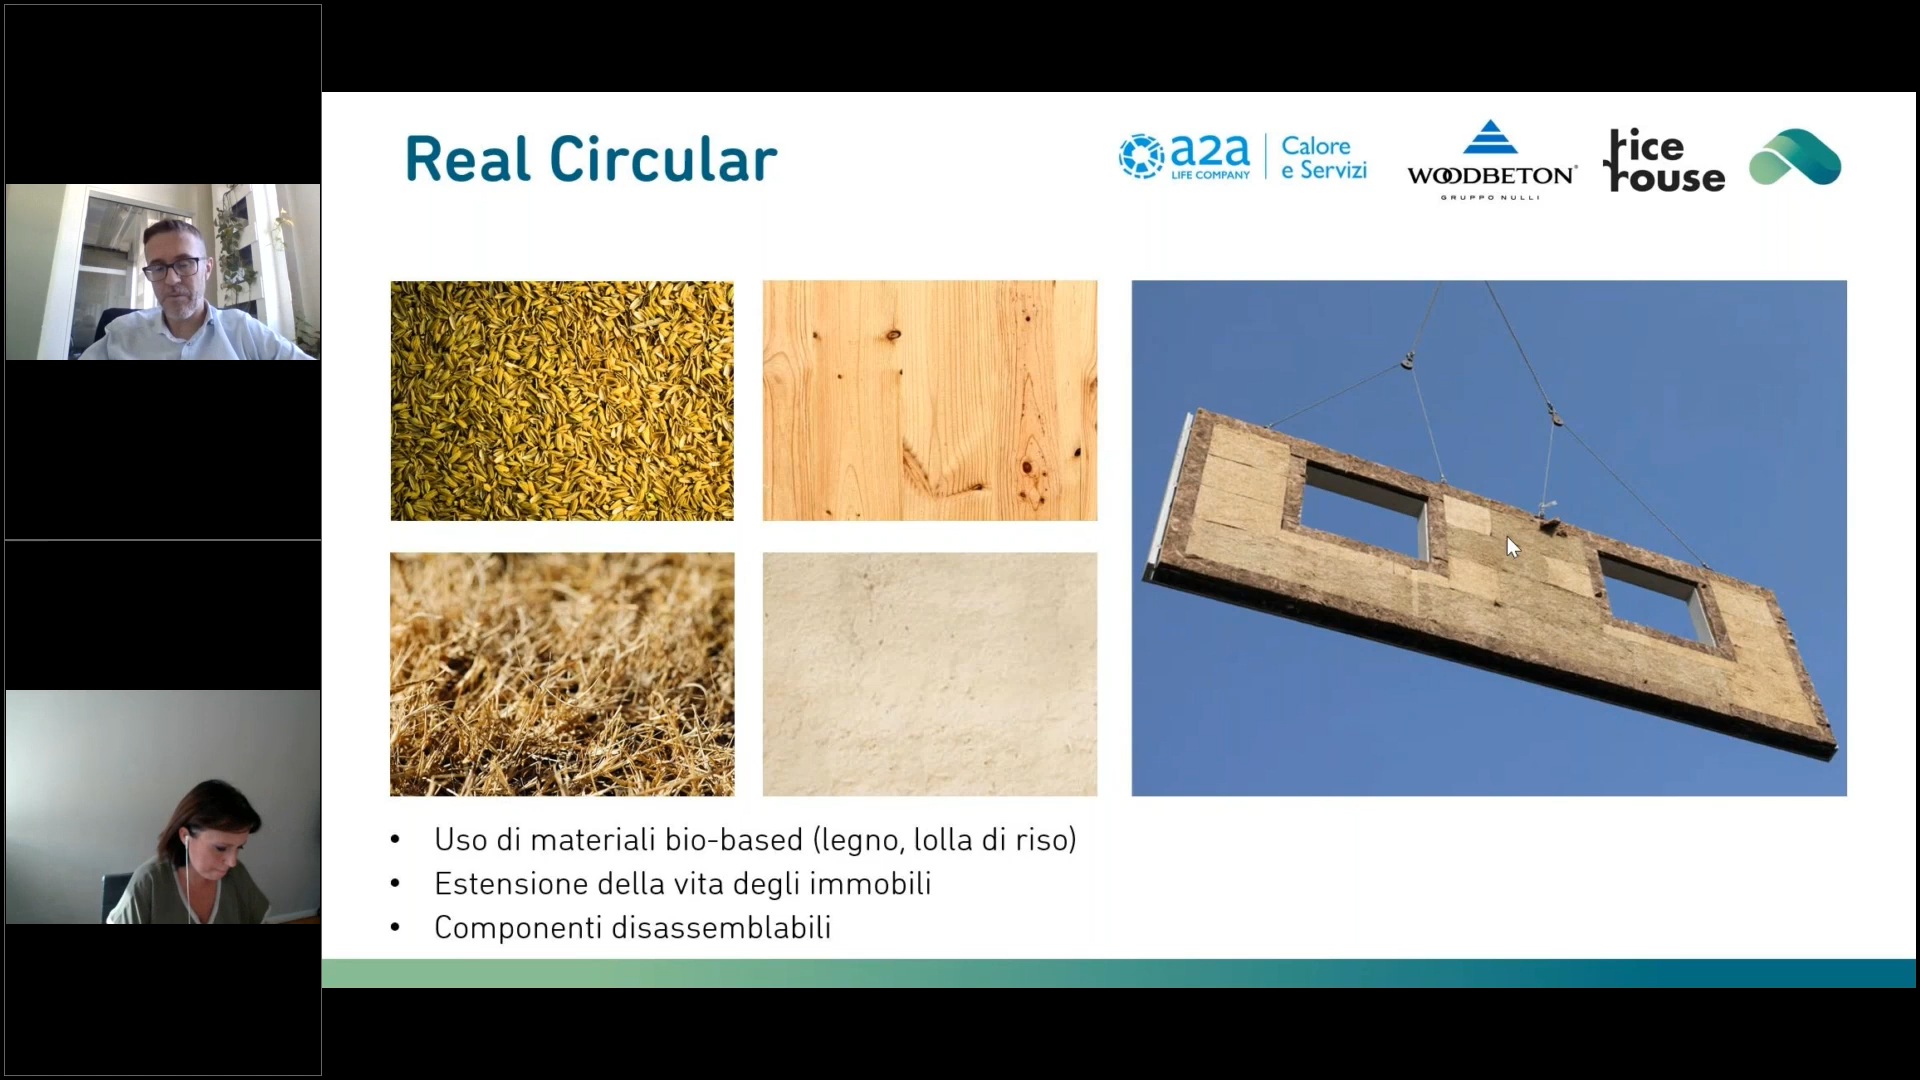 Real Circular
a2a
LIFE COMPANY
Calore
e Servizi
WOODBETON
GRUPPO NULLI
rice
house
• Uso di materiali bio-based (legno, lolla di riso)
• Estensione della vita degli immobili
• Componenti disassemblabili